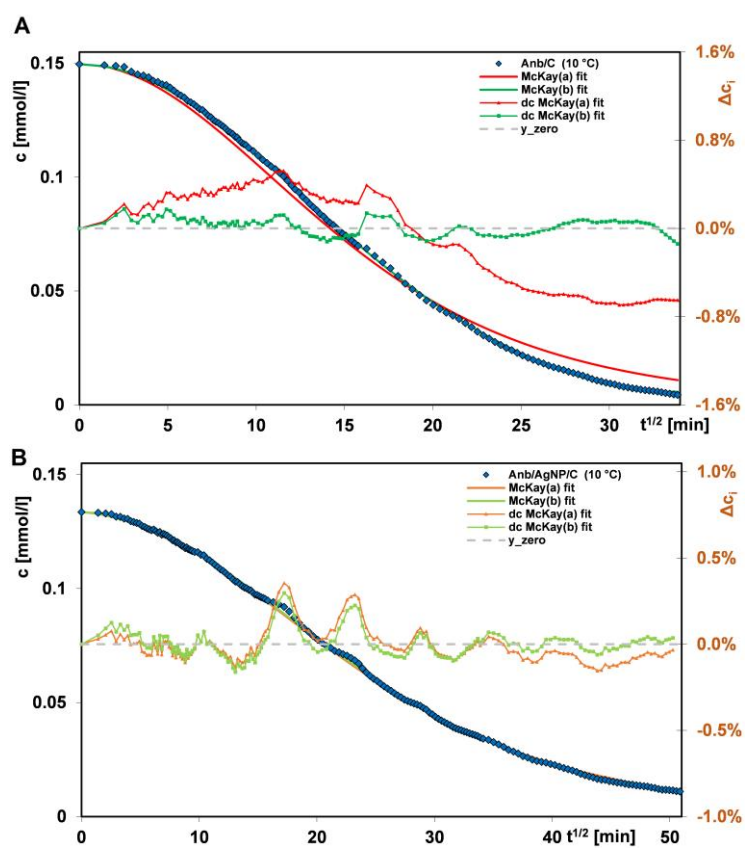 A
0.15
1.6%
Anb/C (10 °C)
McKay(a) fit
McKay(b) fit
dc McKay(a) fit
dc McKay(b) fit
y_zero
Δcᵢ
c [mmol/l]
0.8%
0.1
0.0%
0.05
-0.8%
0
-1.6%
0 5 10 15 20 25 30 t¹ᐟ² [min]
B
0.15
1.0%
Anb/AgNP/C (10 °C)
McKay(a) fit
McKay(b) fit
dc McKay(a) fit
dc McKay(b) fit
y_zero
Δcᵢ
c [mmol/l]
0.5%
0.1
0.0%
0.05
-0.5%
0
-1.0%
0 10 20 30 40 t¹ᐟ² [min] 50